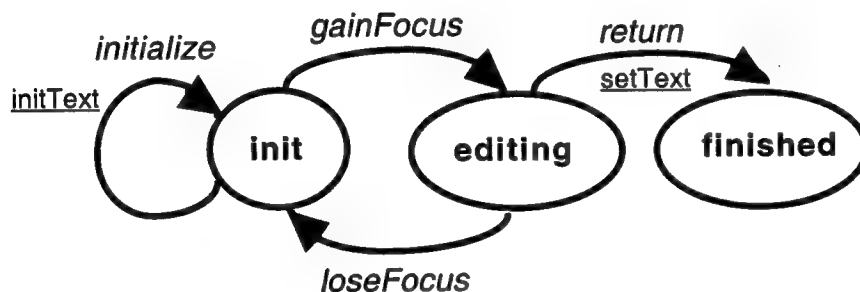 initialize
gainFocus
return
initText
setText
init
editing
finished
loseFocus